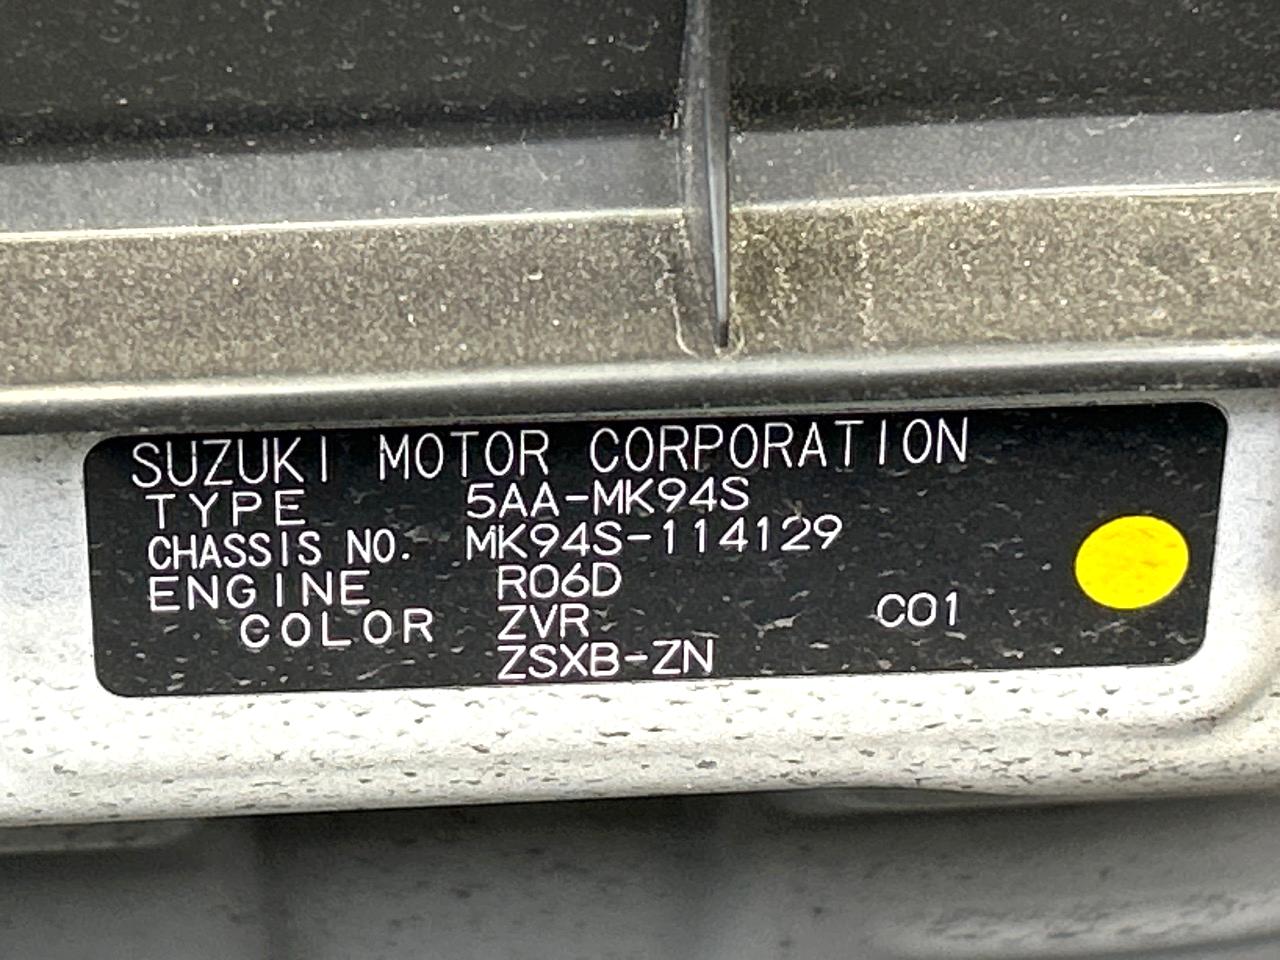 SUZUKI MOTOR CORPORATION
TYPE 5AA-MK94S
CHASSIS NO. MK94S-114129
ENGINE R06D
COLOR ZVR C01
ZSXB-ZN